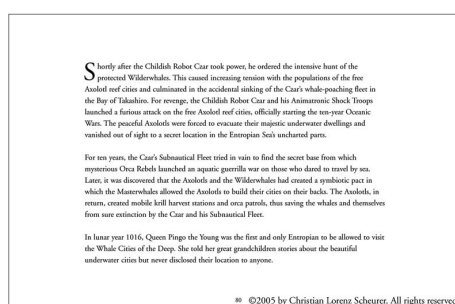 Shortly after the Childish Robot Czar took power, he ordered the intensive hunt of the
protected Wilderwhales. This caused increasing tension with the populations of the free
Axolotl reef cities and culminated in the accidental sinking of the Czar's whale-poaching fleet in
the Bay of Takashiro. For revenge, the Childish Robot Czar and his Animatronic Shock Troops
launched a furious attack on the free Axolotl reef cities, officially starting the ten-year Oceanic
Wars. The peaceful Axolotls were forced to evacuate their majestic underwater dwellings and
vanished out of sight to a secret location in the Entropian Sea's uncharted parts.
For ten years, the Czar's Subnautical Fleet tried in vain to find the secret base from which
mysterious Orca Rebels launched an aquatic guerrilla war on those who dared to travel by sea.
Later, it was discovered that the Axolotls and the Wilderwhales had created a symbiotic pact in
which the Masterwhales allowed the Axolotls to build their cities on their backs. The Axolotls, in
return, created mobile krill harvest stations and orca patrols, thus saving the whales and themselves
from sure extinction by the Czar and his Subnautical Fleet.
In lunar year 1016, Queen Pingo the Young was the first and only Entropian to be allowed to visit
the Whale Cities of the Deep. She told her great grandchildren stories about the beautiful
underwater cities but never disclosed their location to anyone.
80 ©2005 by Christian Lorenz Scheurer. All rights reserved